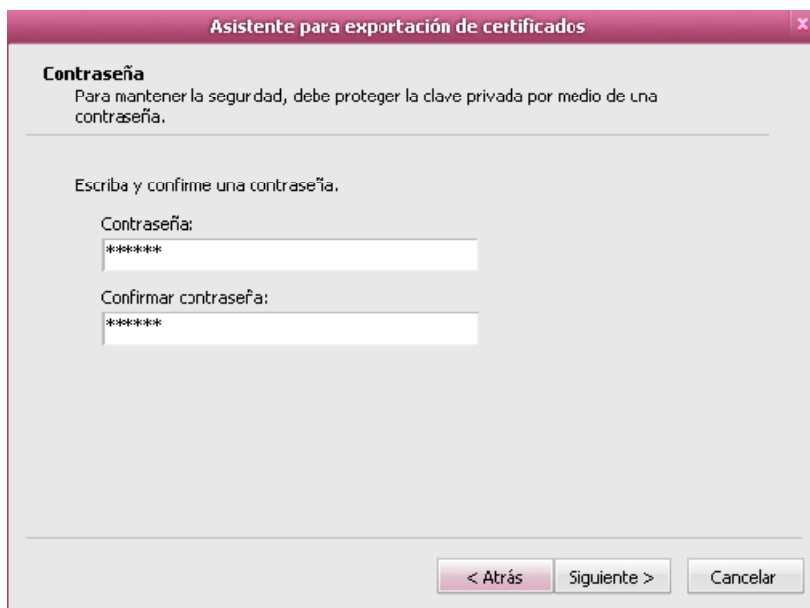 Asistente para exportación de certificados
Contraseña
Para mantener la seguridad, debe proteger la clave privada por medio de una
contraseña.
Escriba y confirme una contraseña.
Contraseña:
******
Confirmar contraseña:
******
< Atrás
Siguiente >
Cancelar